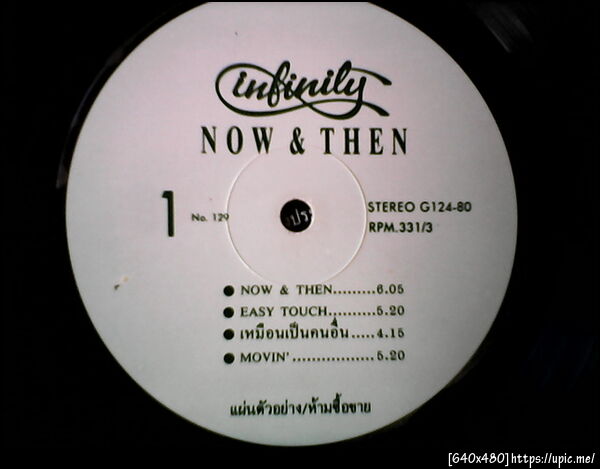 infinity
NOW & THEN
1 No. 129
STEREO G124-80
RPM.331/3
NOW & THEN.........6.05
EASY TOUCH.........5.20
เหมือนเป็นคนอื่น.....4.15
MOVIN'................5.20
แผ่นตัวอย่าง/ห้ามซื้อขาย
[640x480]https://upic.me/